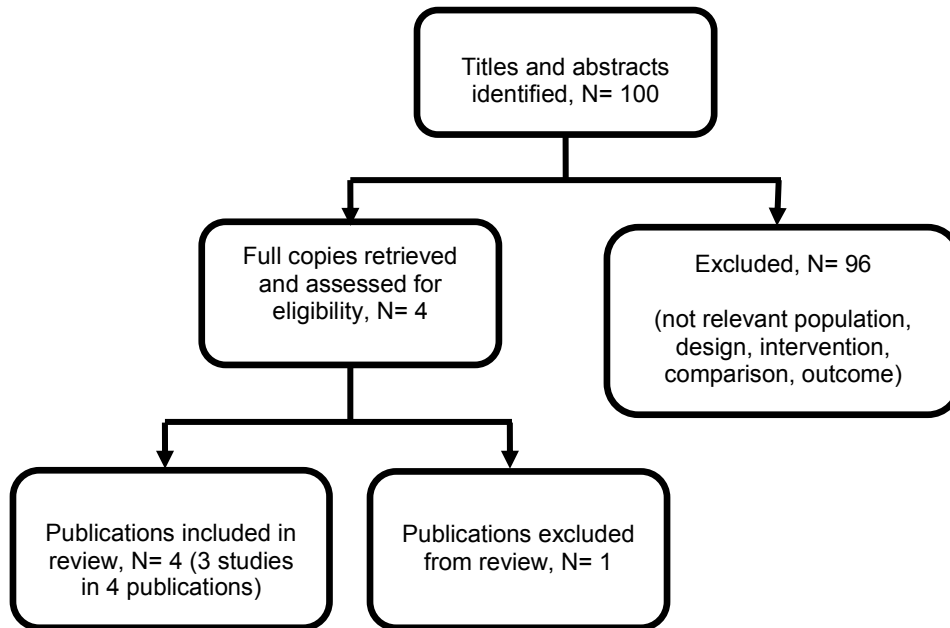 Titles and abstracts
identified, N= 100
Full copies retrieved
and assessed for
eligibility, N= 4
Excluded, N= 96
(not relevant population,
design, intervention,
comparison, outcome)
Publications included in
review, N= 4 (3 studies
in 4 publications)
Publications excluded
from review, N= 1